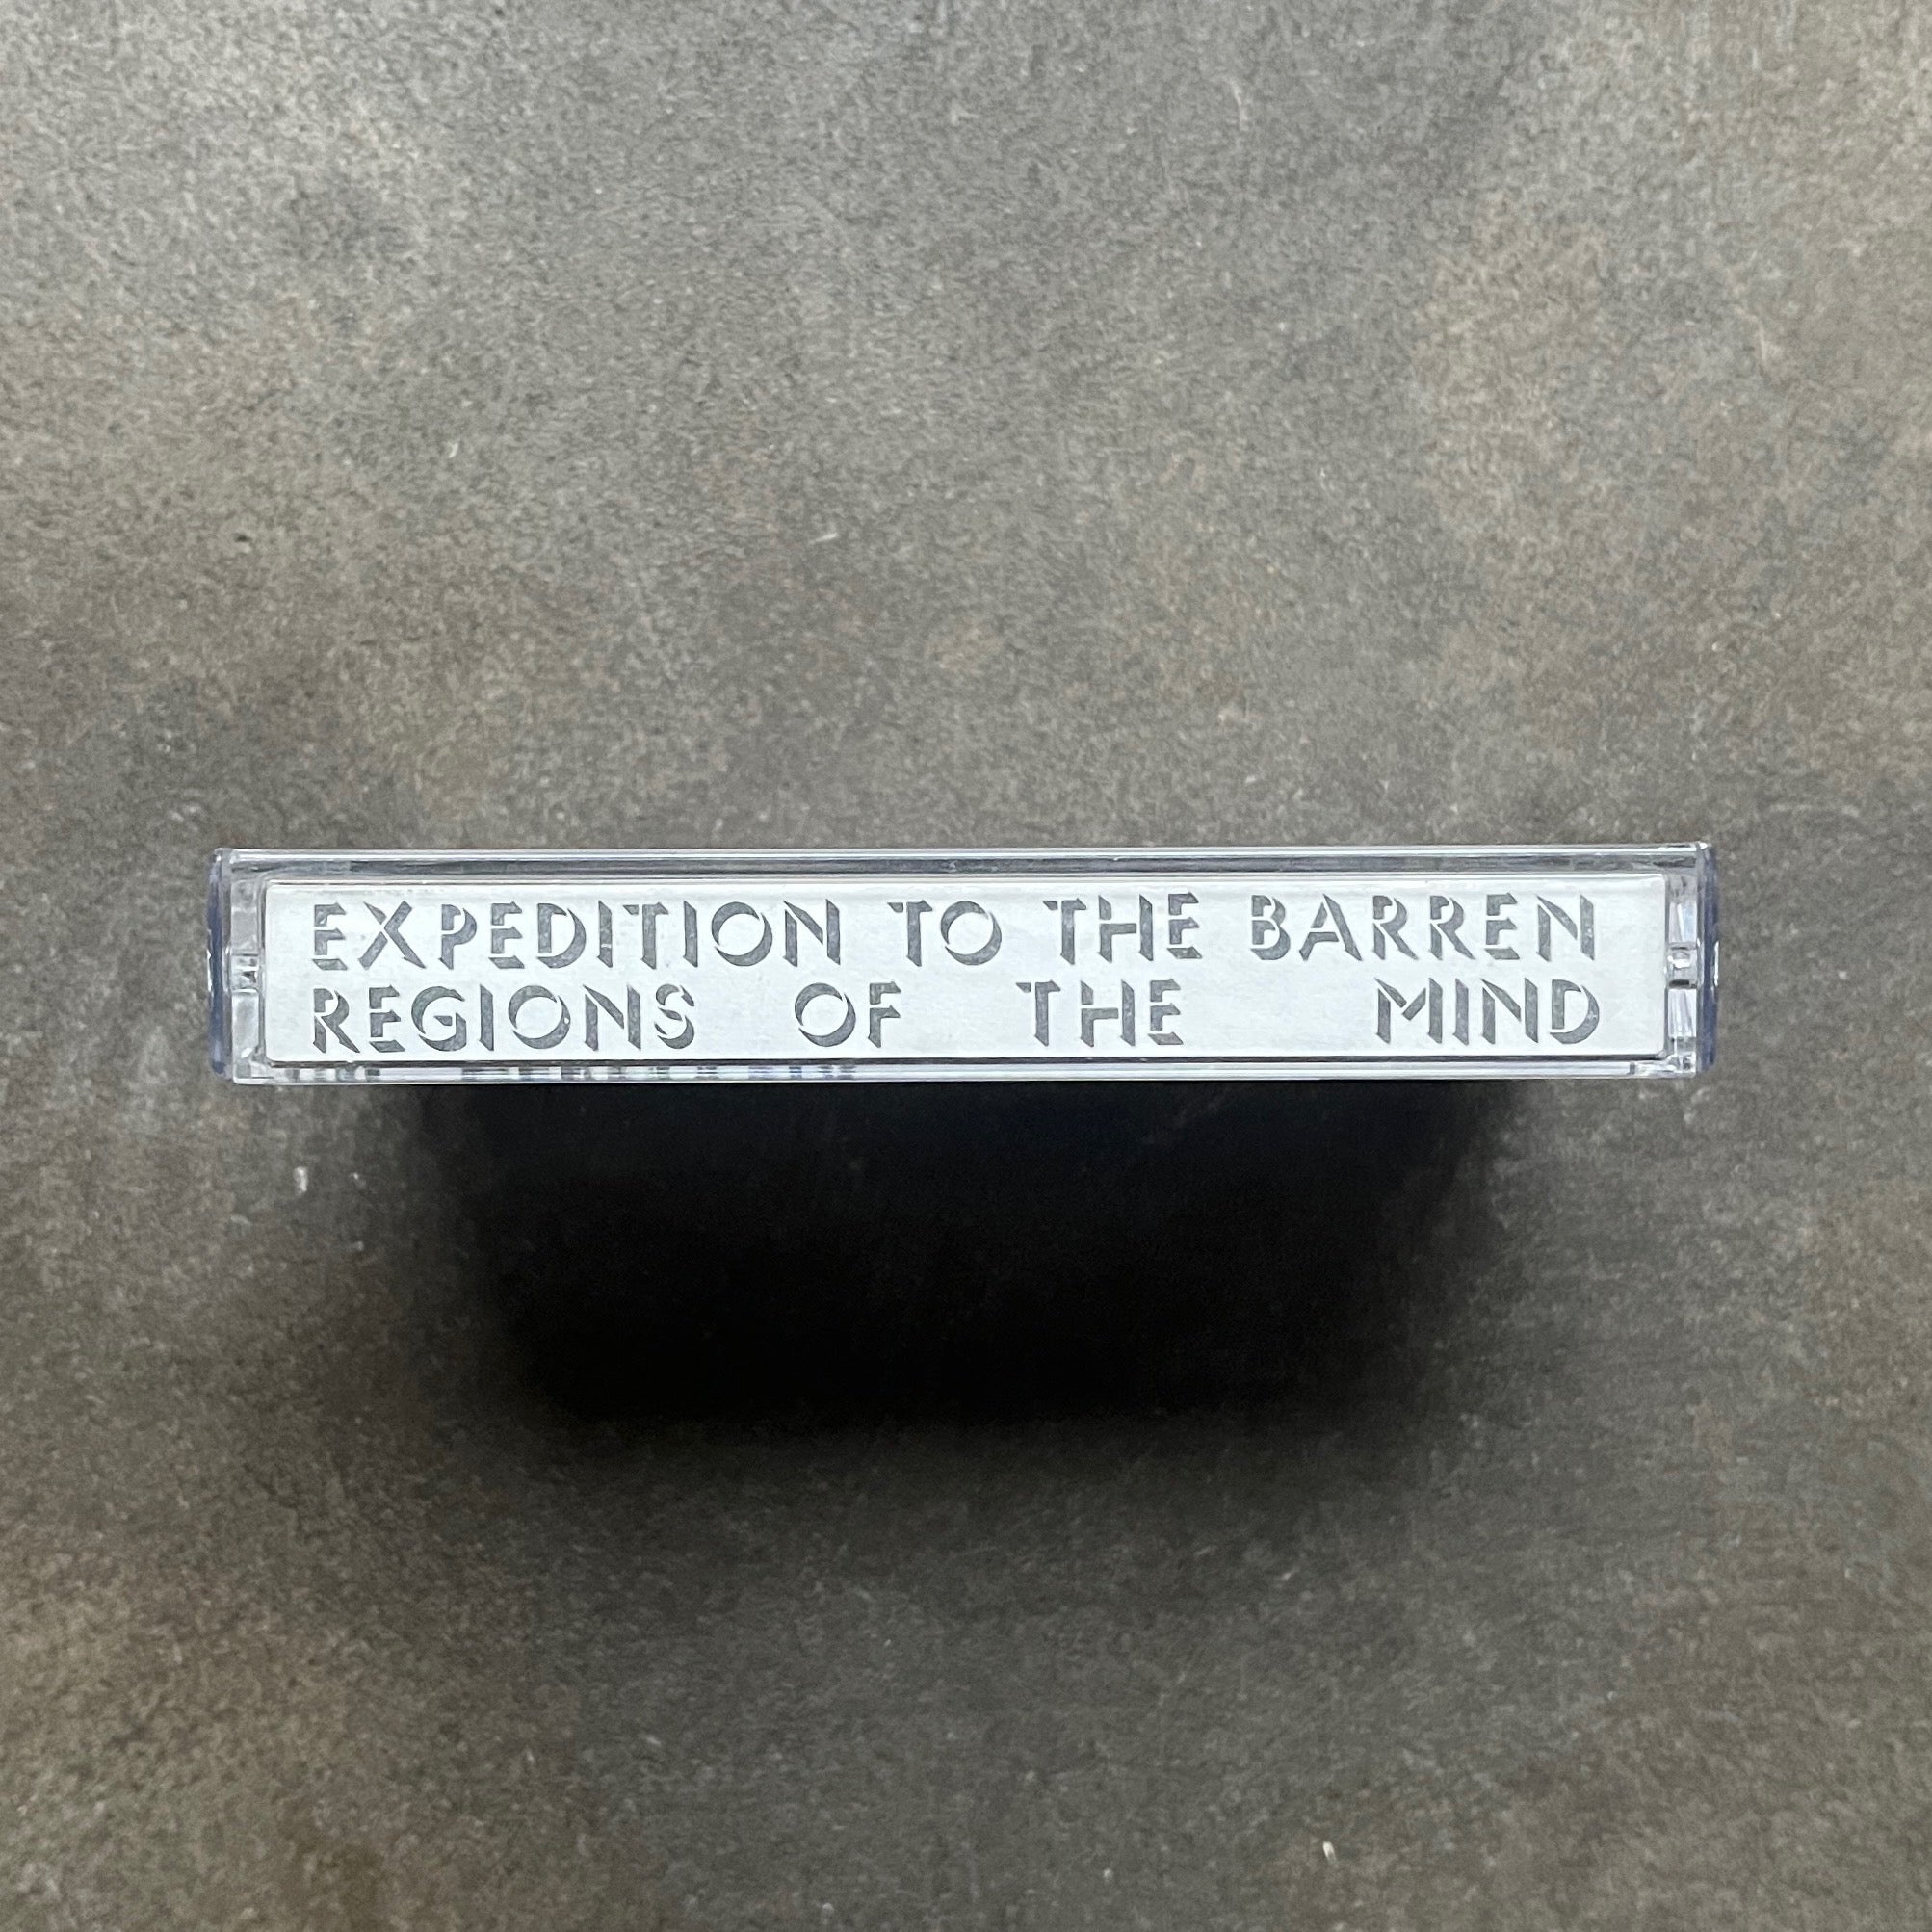 EXPEDITION TO THE BARREN
REGIONS OF THE MIND